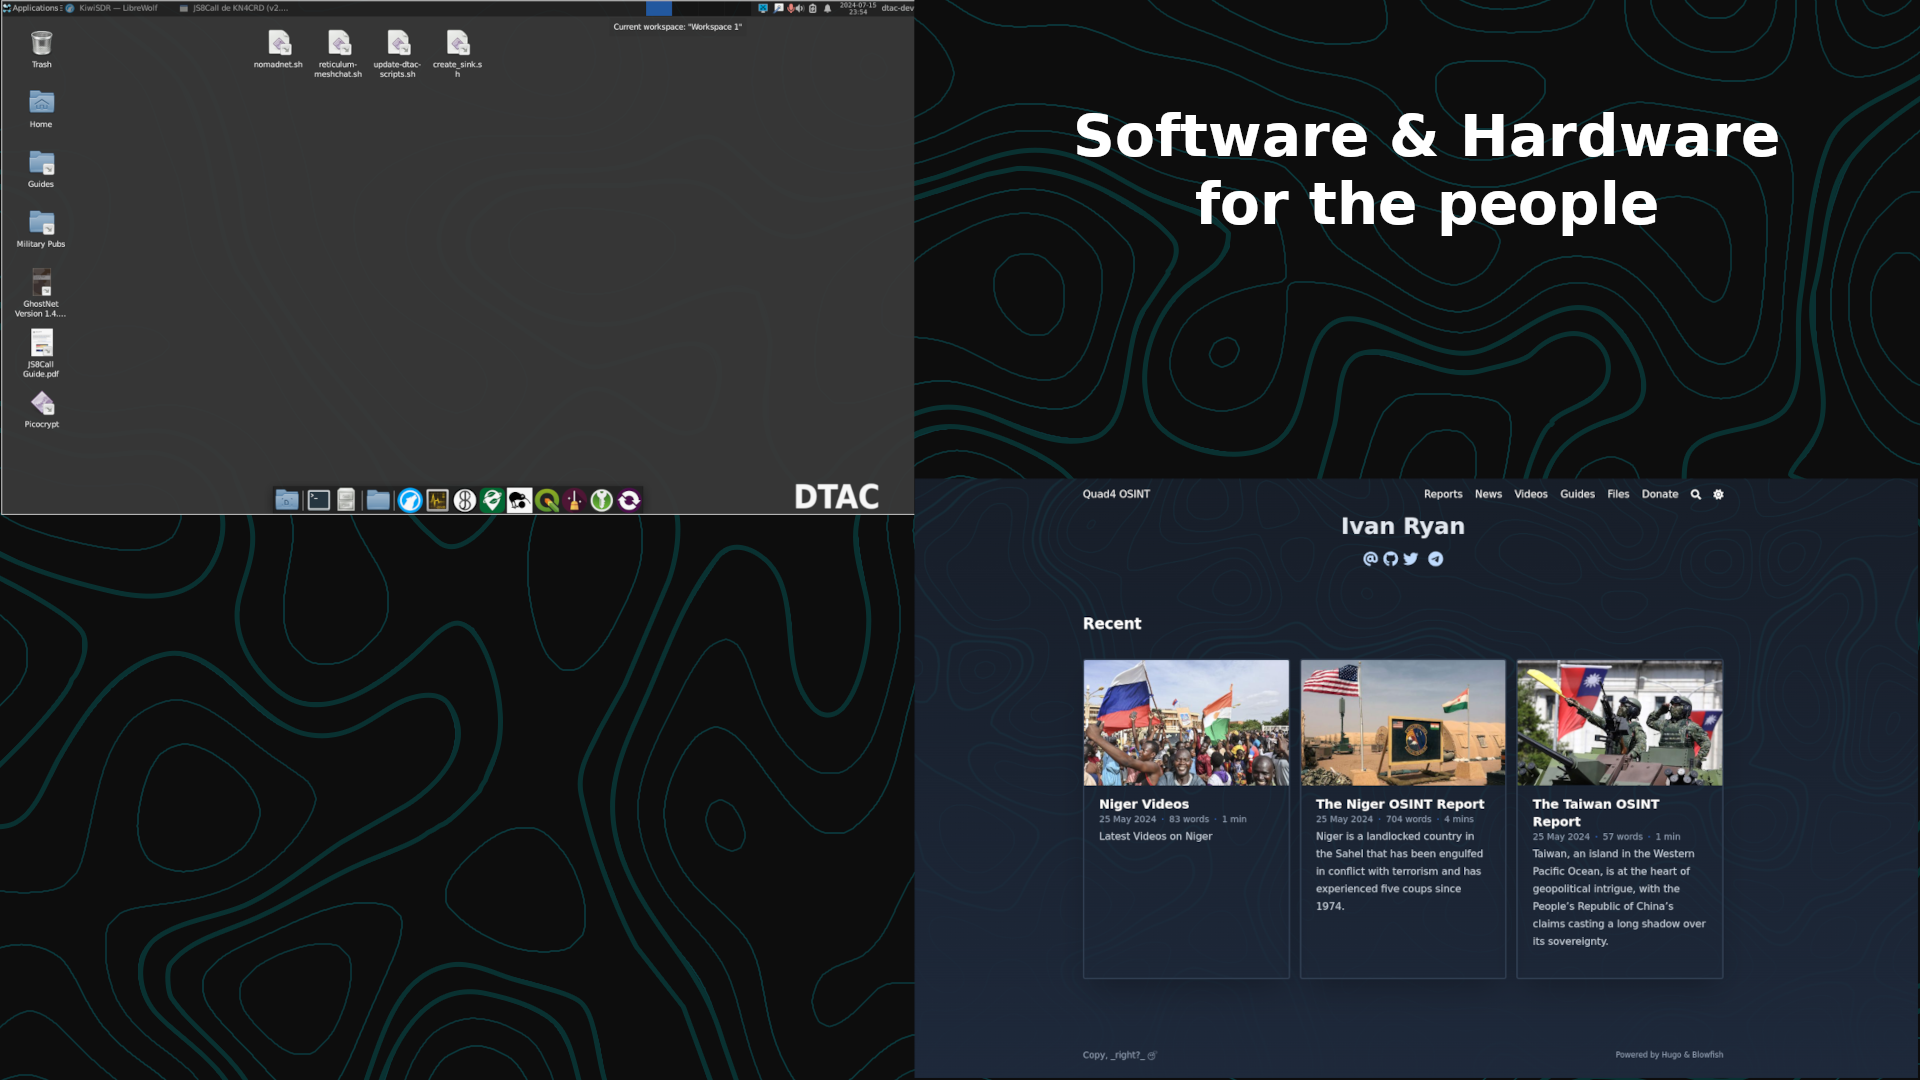 Applications
KiwiSDR — LibreWolf
JS8Call de KN4CRD (v2....
2024-07-15
23:54
dtac-dev
Current workspace: "Workspace 1"
Trash
nomadnet.sh
reticulum-
meshchat.sh
update-dtac-
scripts.sh
create_sink.s
h
Home
Guides
Military Pubs
GhostNet
Version 1.4....
JS8Call
Guide.pdf
Picocrypt
DTAC
Software & Hardware
for the people
Quad4 OSINT
Reports News Videos Guides Files Donate
Ivan Ryan
Recent
Niger Videos
25 May 2024 · 83 words · 1 min
Latest Videos on Niger
The Niger OSINT Report
25 May 2024 · 704 words · 4 mins
Niger is a landlocked country in
the Sahel that has been engulfed
in conflict with terrorism and has
experienced five coups since
1974.
The Taiwan OSINT
Report
25 May 2024 · 57 words · 1 min
Taiwan, an island in the Western
Pacific Ocean, is at the heart of
geopolitical intrigue, with the
People’s Republic of China’s
claims casting a long shadow over
its sovereignty.
Copy, _right?_
Powered by Hugo & Blowfish